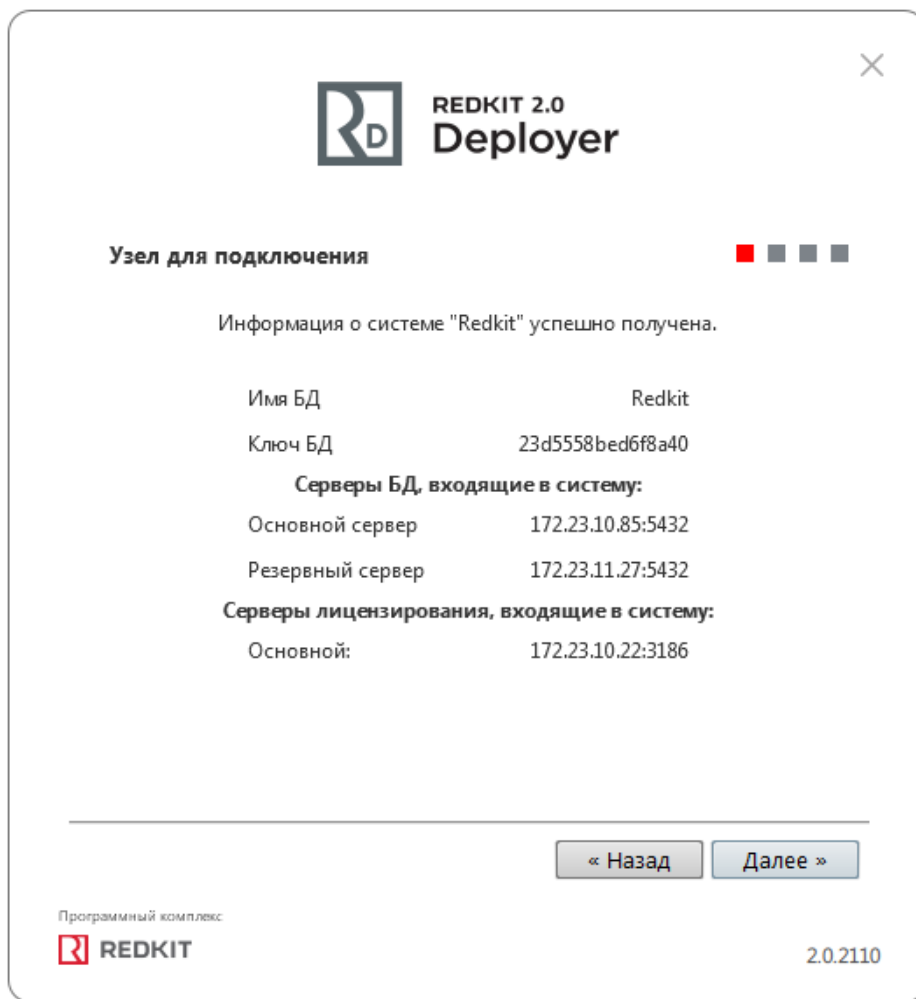 REDKIT 2.0
Deployer
Узел для подключения
Информация о системе "Redkit" успешно получена.
Имя БД Redkit
Ключ БД 23d5558bed6f8a40
Серверы БД, входящие в систему:
Основной сервер 172.23.10.85:5432
Резервный сервер 172.23.11.27:5432
Серверы лицензирования, входящие в систему:
Основной: 172.23.10.22:3186
« Назад Далее »
Программный комплекс
REDKIT
2.0.2110